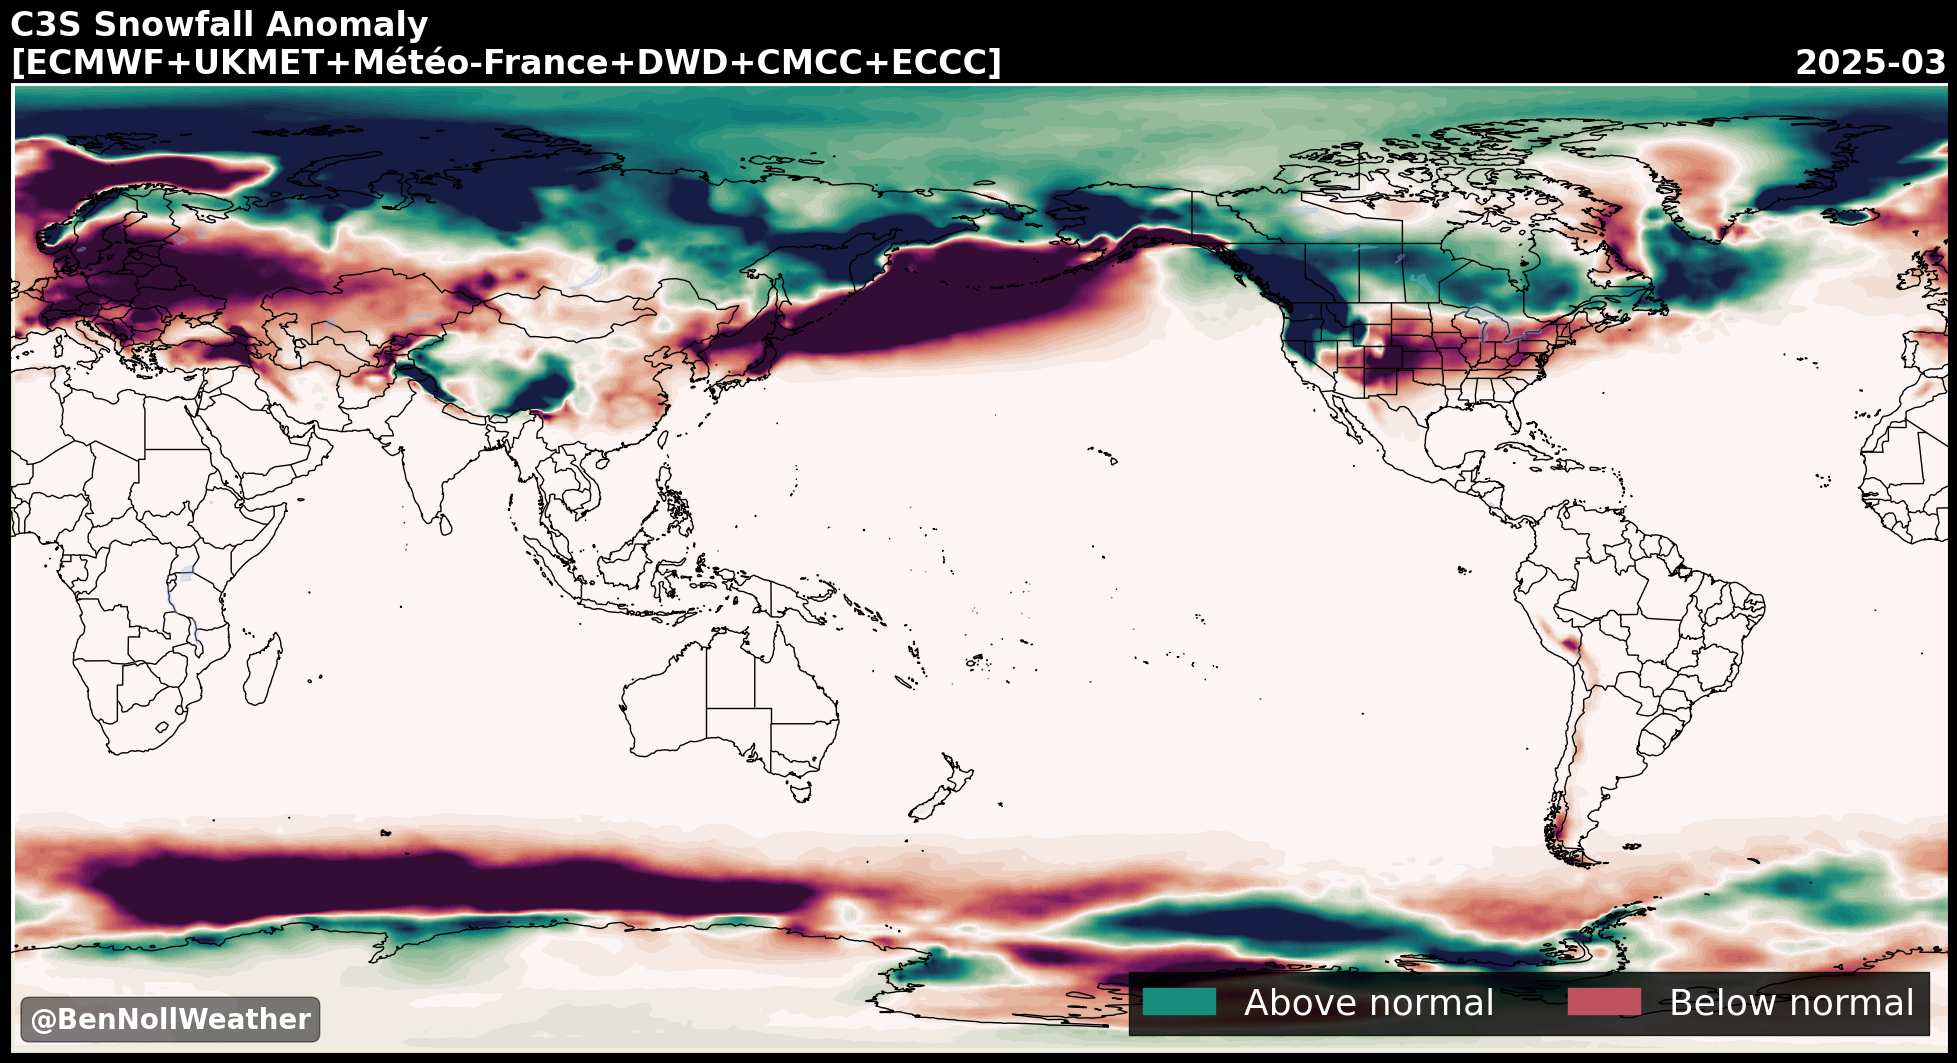 C3S Snowfall Anomaly
[ECMWF+UKMET+Météo-France+DWD+CMCC+ECCC]
2025-03
@BenNollWeather
Above normal
Below normal